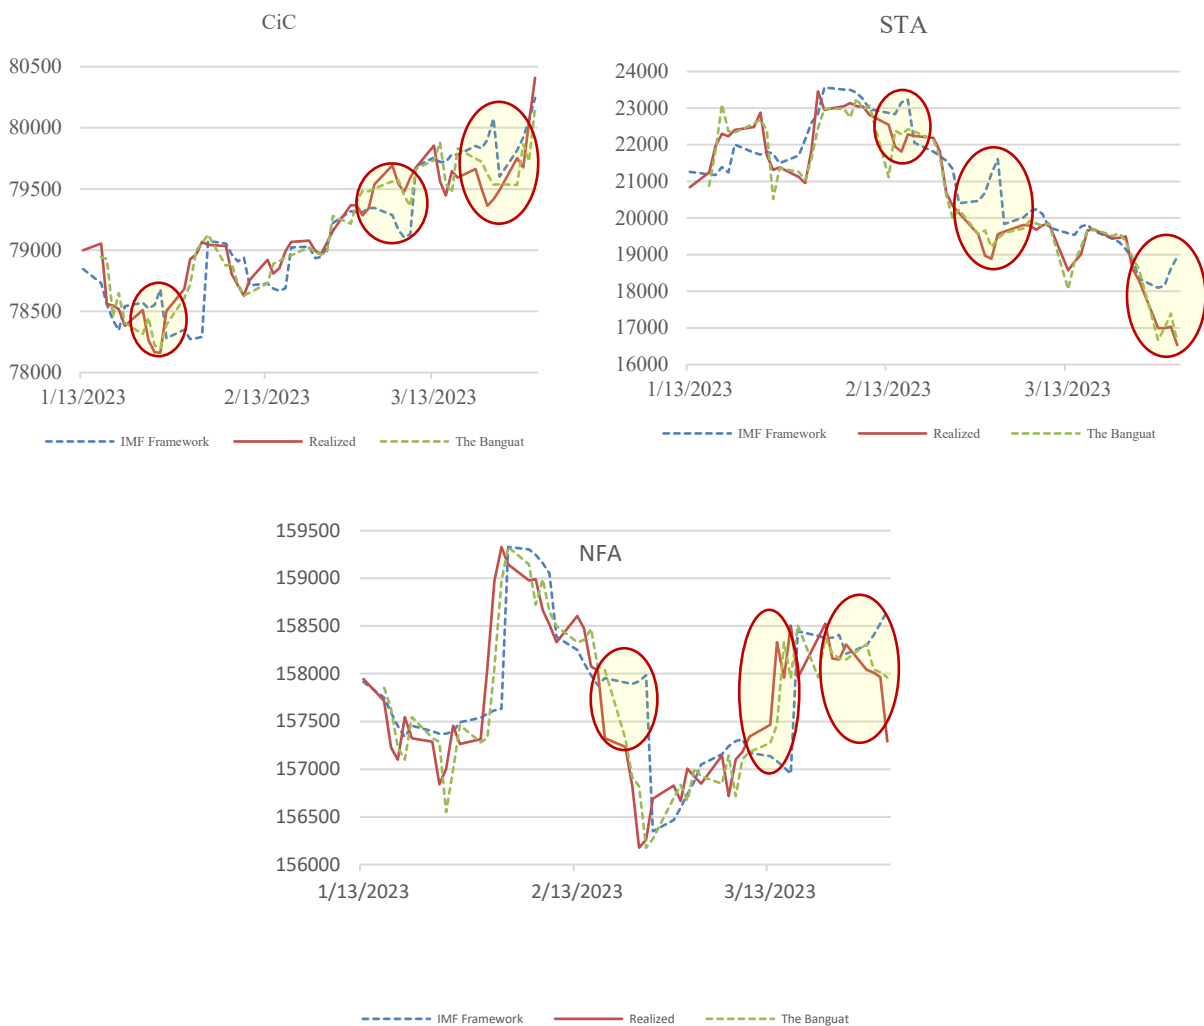 CiC
80500
80000
79500
79000
78500
78000
1/13/2023 2/13/2023 3/13/2023
IMF Framework Realized The Banguat
STA
24000
23000
22000
21000
20000
19000
18000
17000
16000
1/13/2023 2/13/2023 3/13/2023
IMF Framework Realized The Banguat
NFA
159500
159000
158500
158000
157500
157000
156500
156000
1/13/2023 2/13/2023 3/13/2023
IMF Framework Realized The Banguat